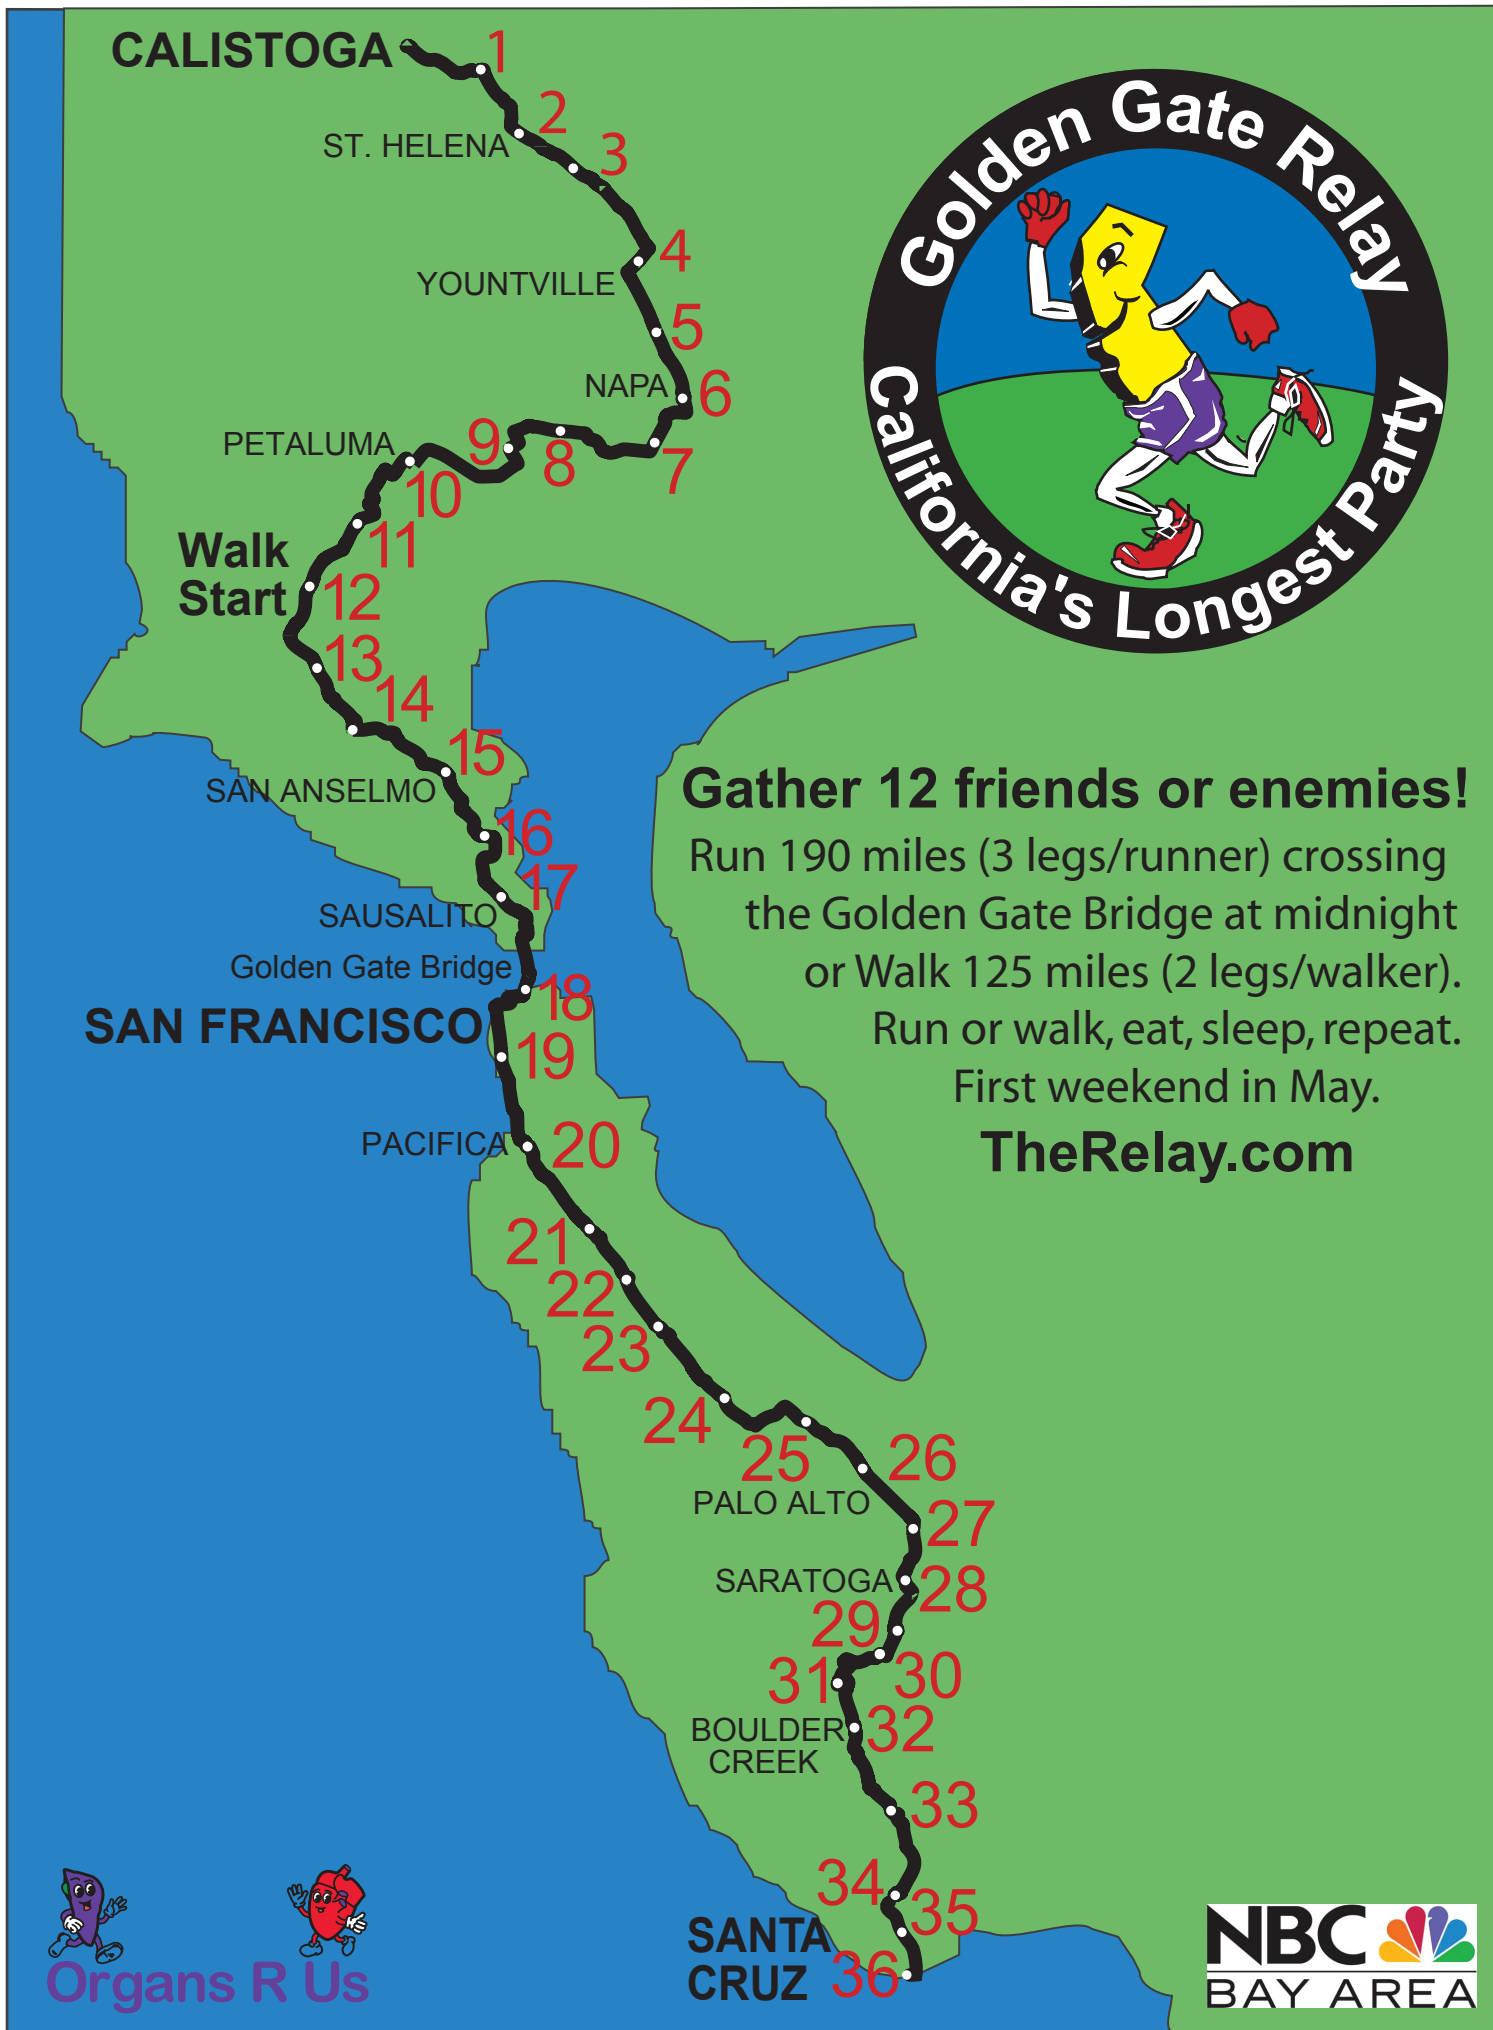 CALISTOGA
1
2
ST. HELENA
3
4
YOUNTVILLE
5
NAPA
6
7
8
9
PETALUMA
10
11
Walk
Start
12
13
14
15
SAN ANSELMO
16
17
SAUSALITO
Golden Gate Bridge
18
SAN FRANCISCO
19
PACIFICA
20
21
22
23
24
25
26
PALO ALTO
27
SARATOGA
28
29
30
31
BOULDER
CREEK
32
33
34
35
SANTA
CRUZ
36
Golden Gate Relay
California's Longest Party
Gather 12 friends or enemies!
Run 190 miles (3 legs/runner) crossing
the Golden Gate Bridge at midnight
or Walk 125 miles (2 legs/walker).
Run or walk, eat, sleep, repeat.
First weekend in May.
TheRelay.com
Organs R Us
NBC
BAY AREA